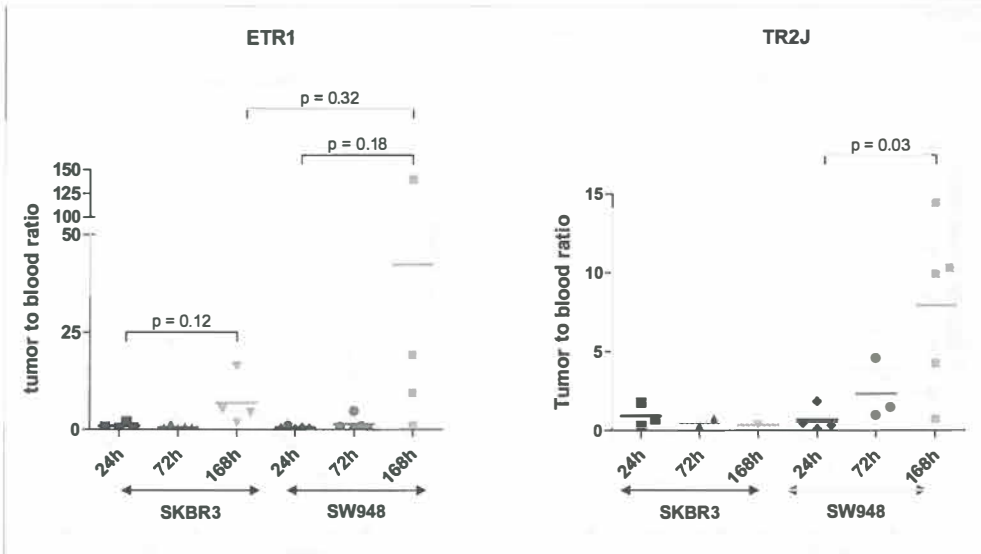 ETR1
p = 0.32
p = 0.18
150
125
100
50
25
0
tumor to blood ratio
p = 0.12
24h
72h
168h
24h
72h
168h
SKBR3
SW948
TR2J
p = 0.03
15
10
5
0
Tumor to blood ratio
24h
72h
168h
24h
72h
168h
SKBR3
SW948